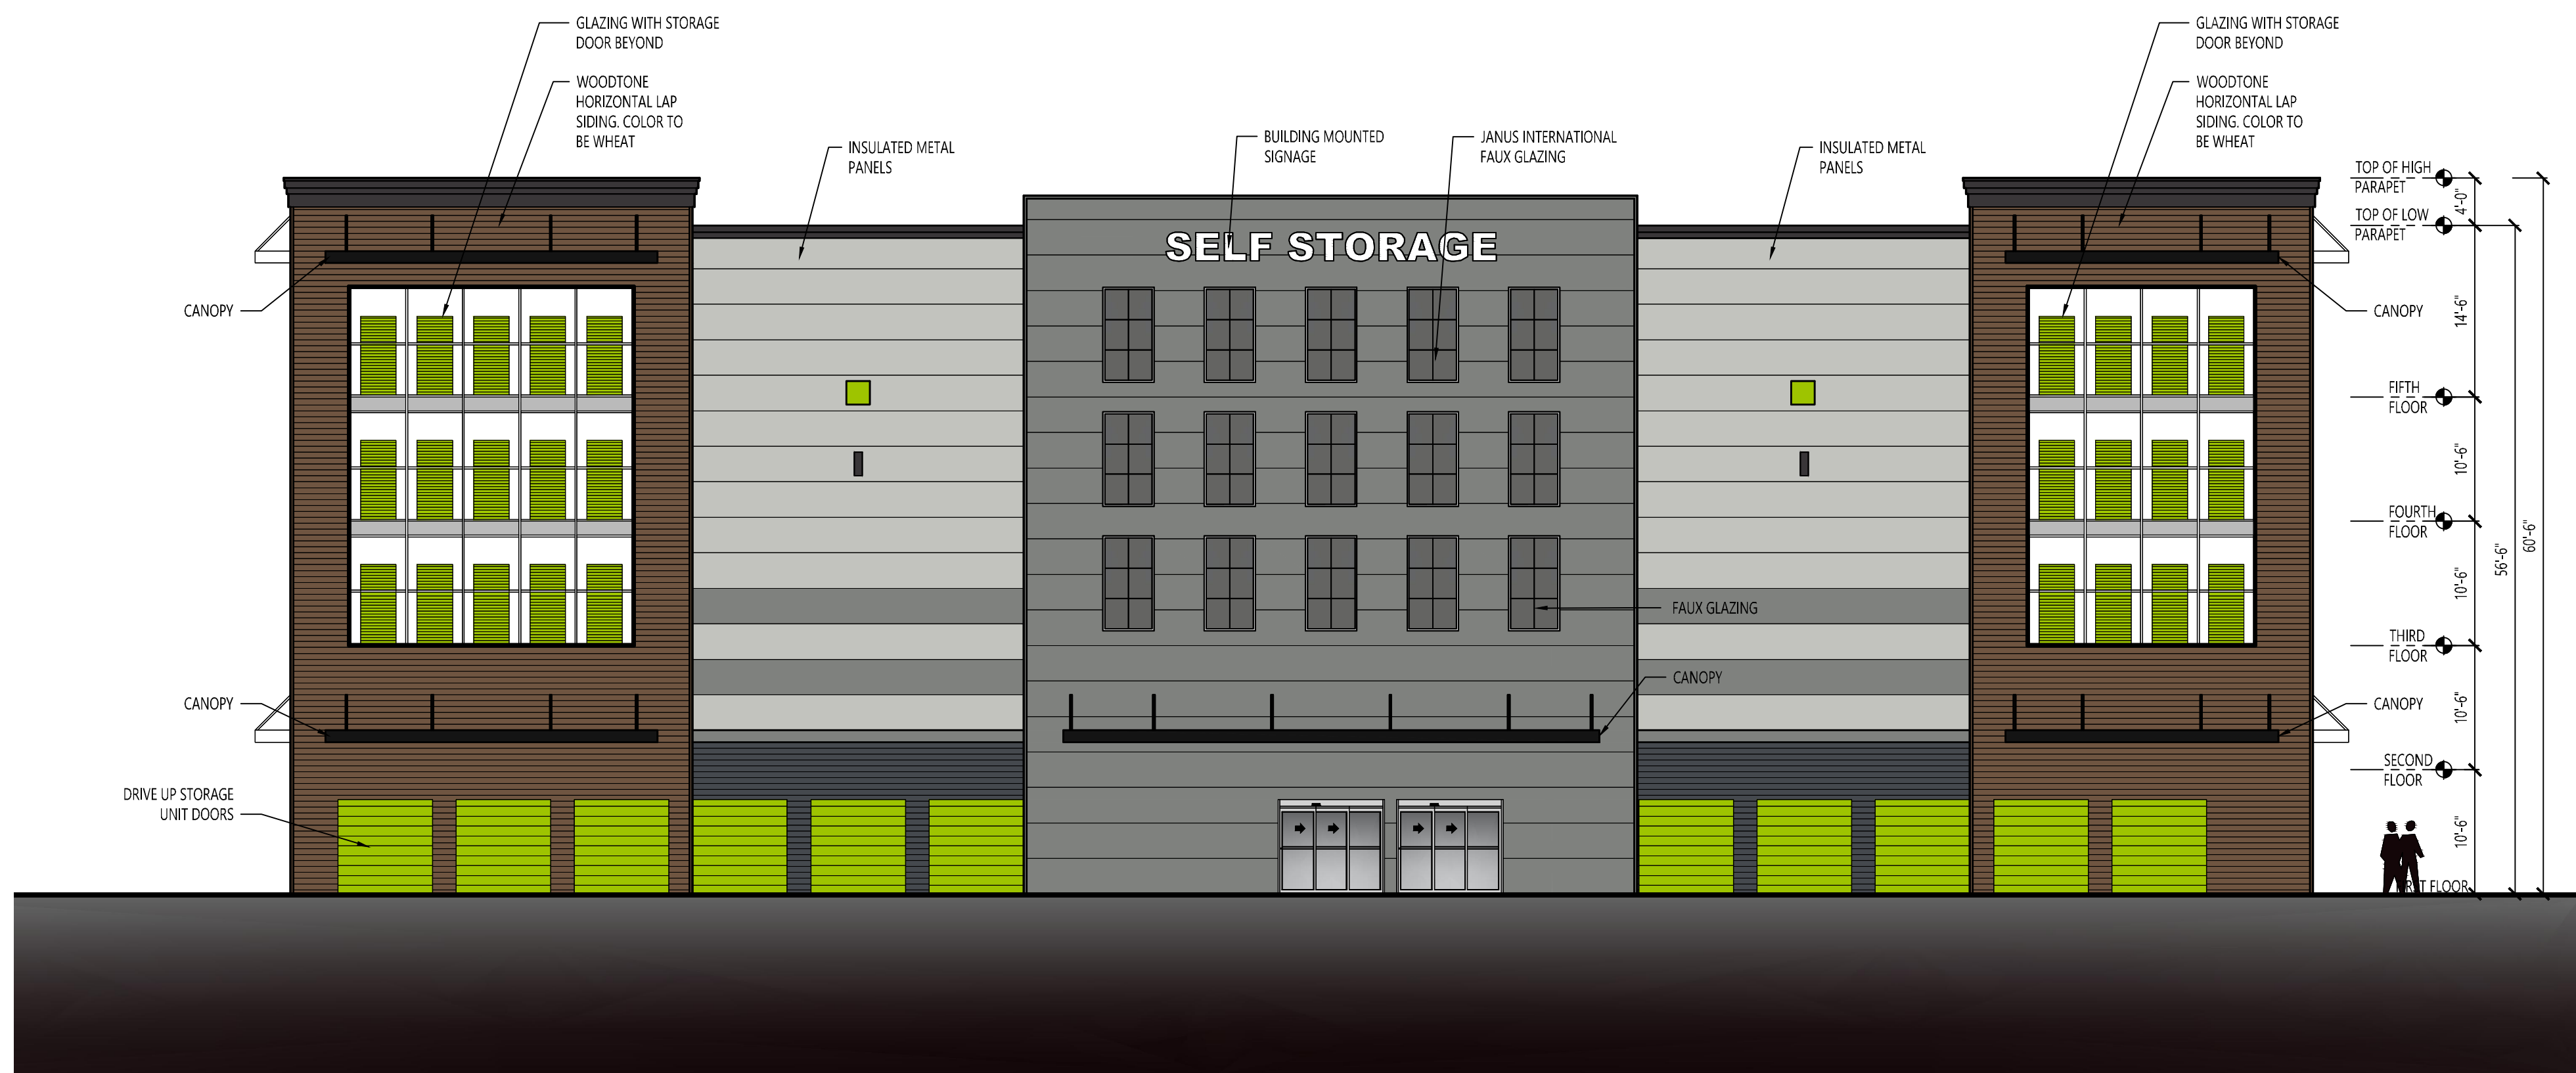 GLAZING WITH STORAGE
DOOR BEYOND
WOODTONE
HORIZONTAL LAP
SIDING. COLOR TO
BE WHEAT
INSULATED METAL
PANELS
BUILDING MOUNTED
SIGNAGE
JANUS INTERNATIONAL
FAUX GLAZING
INSULATED METAL
PANELS
GLAZING WITH STORAGE
DOOR BEYOND
WOODTONE
HORIZONTAL LAP
SIDING. COLOR TO
BE WHEAT
SELF STORAGE
CANOPY
CANOPY
DRIVE UP STORAGE
UNIT DOORS
FAUX GLAZING
CANOPY
CANOPY
CANOPY
TOP OF HIGH
PARAPET
4'-0"
TOP OF LOW
PARAPET
14'-6"
FIFTH
FLOOR
10'-6"
FOURTH
FLOOR
10'-6"
THIRD
FLOOR
10'-6"
SECOND
FLOOR
10'-6"
FLOOR
56'-6"
60'-6"